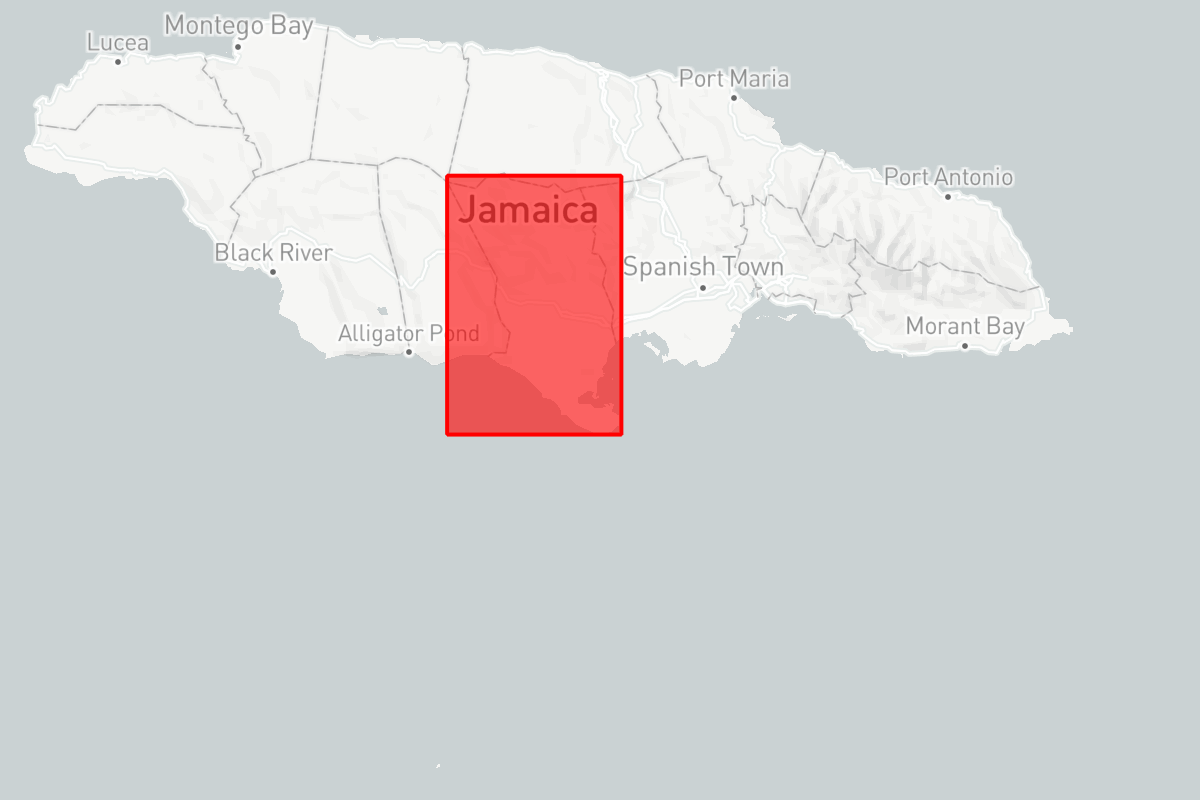 Montego Bay
Lucea
Port Maria
Port Antonio
Jamaica
Black River
Spanish Town
Alligator Pond
Morant Bay